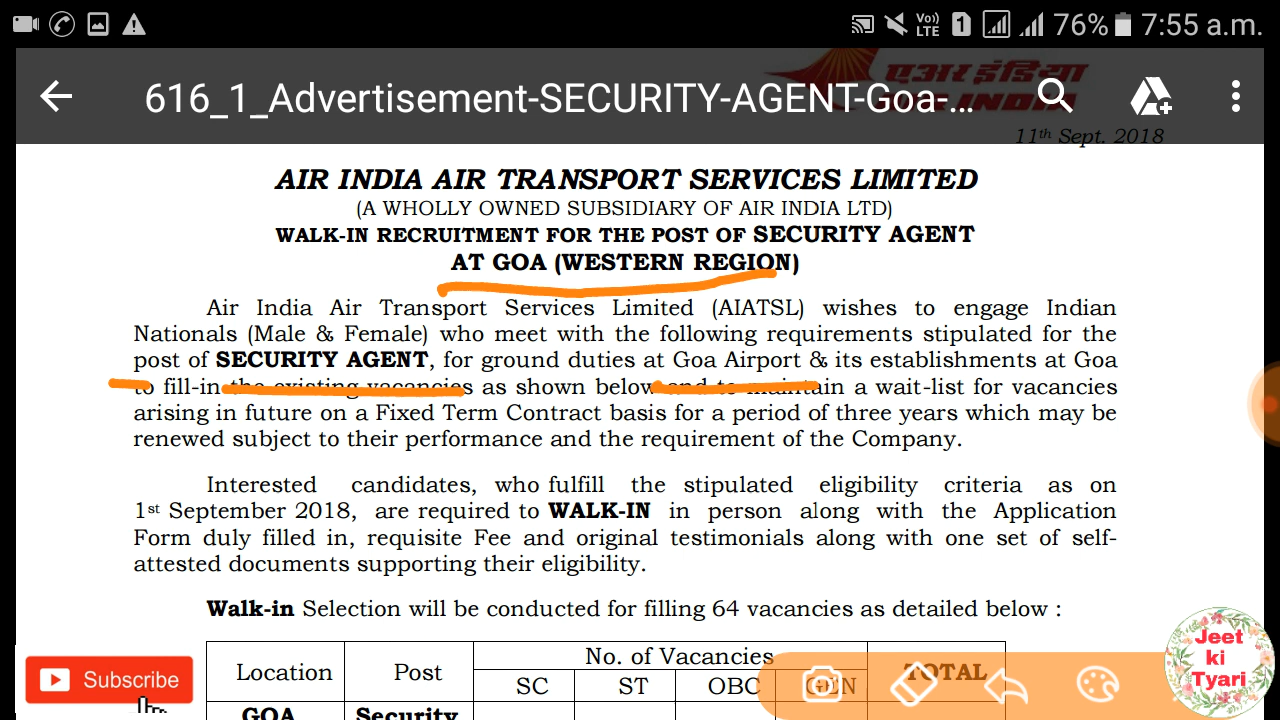 Vo))
LTE
1
76%
7:55 a.m.
616_1_Advertisement-SECURITY-AGENT-Goa-...
एअर इंडिया
AIR INDIA
11th Sept. 2018
AIR INDIA AIR TRANSPORT SERVICES LIMITED
(A WHOLLY OWNED SUBSIDIARY OF AIR INDIA LTD)
WALK-IN RECRUITMENT FOR THE POST OF SECURITY AGENT
AT GOA (WESTERN REGION)
Air India Air Transport Services Limited (AIATSL) wishes to engage Indian
Nationals (Male & Female) who meet with the following requirements stipulated for the
post of SECURITY AGENT, for ground duties at Goa Airport & its establishments at Goa
to fill-in the existing vacancies as shown below and to maintain a wait-list for vacancies
arising in future on a Fixed Term Contract basis for a period of three years which may be
renewed subject to their performance and the requirement of the Company.
Interested candidates, who fulfill the stipulated eligibility criteria as on
1st September 2018, are required to WALK-IN in person along with the Application
Form duly filled in, requisite Fee and original testimonials along with one set of self-
attested documents supporting their eligibility.
Walk-in Selection will be conducted for filling 64 vacancies as detailed below :
Location Post No. of Vacancies TOTAL
SC ST OBC GEN
GOA Security
Subscribe
Jeet
ki
Tyari